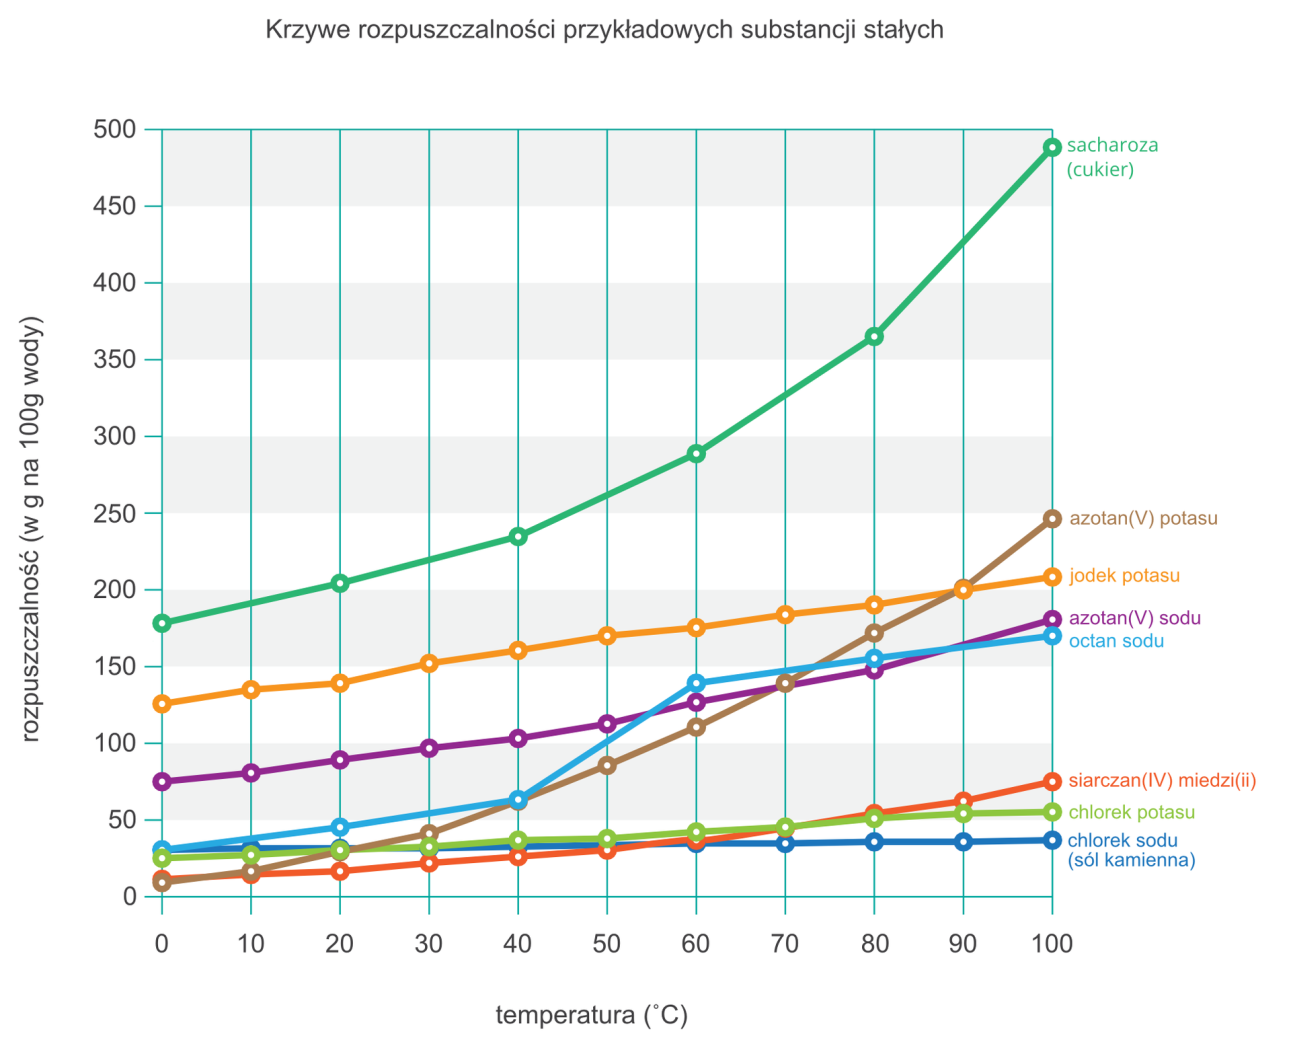 Krzywe rozpuszczalności przykładowych substancji stałych
rozpuszczalność (w g na 100g wody)
500
450
400
350
300
250
200
150
100
50
0
0 10 20 30 40 50 60 70 80 90 100
temperatura (˚C)
sacharoza
(cukier)
azotan(V) potasu
jodek potasu
azotan(V) sodu
octan sodu
siarczan(IV) miedzi(ii)
chlorek potasu
chlorek sodu
(sól kamienna)